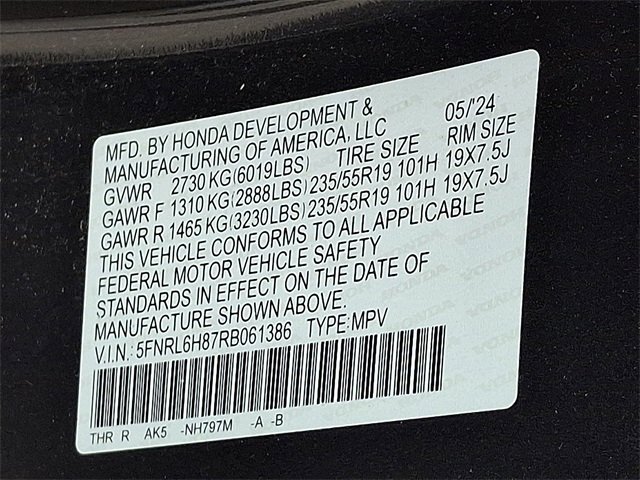 MFD. BY HONDA DEVELOPMENT & 05/'24
MANUFACTURING OF AMERICA, LLC
GVWR 2730 KG(6019LBS) TIRE SIZE RIM SIZE
GAWR F 1310 KG(2888LBS) 235/55R19 101H 19X7.5J
GAWR R 1465 KG(3230LBS) 235/55R19 101H 19X7.5J
THIS VEHICLE CONFORMS TO ALL APPLICABLE
FEDERAL MOTOR VEHICLE SAFETY
STANDARDS IN EFFECT ON THE DATE OF
MANUFACTURE SHOWN ABOVE.
V.I.N.: 5FNRL6H87RB061386 TYPE:MPV
THR R AK5 -NH797M -A -B